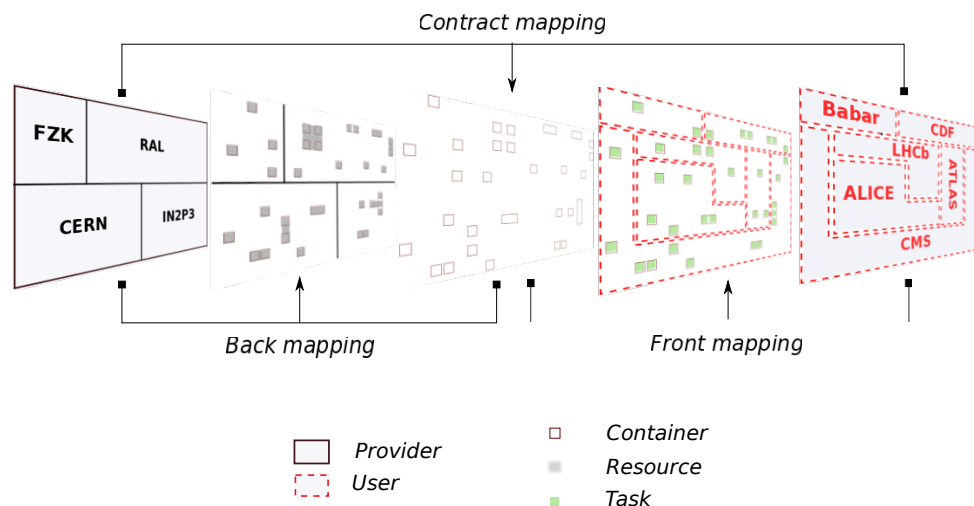 Contract mapping
FZK
RAL
CERN
IN2P3
Babar
CDF
LHCb
ATLAS
ALICE
CMS
Back mapping
Front mapping
Provider
User
Container
Resource
Task